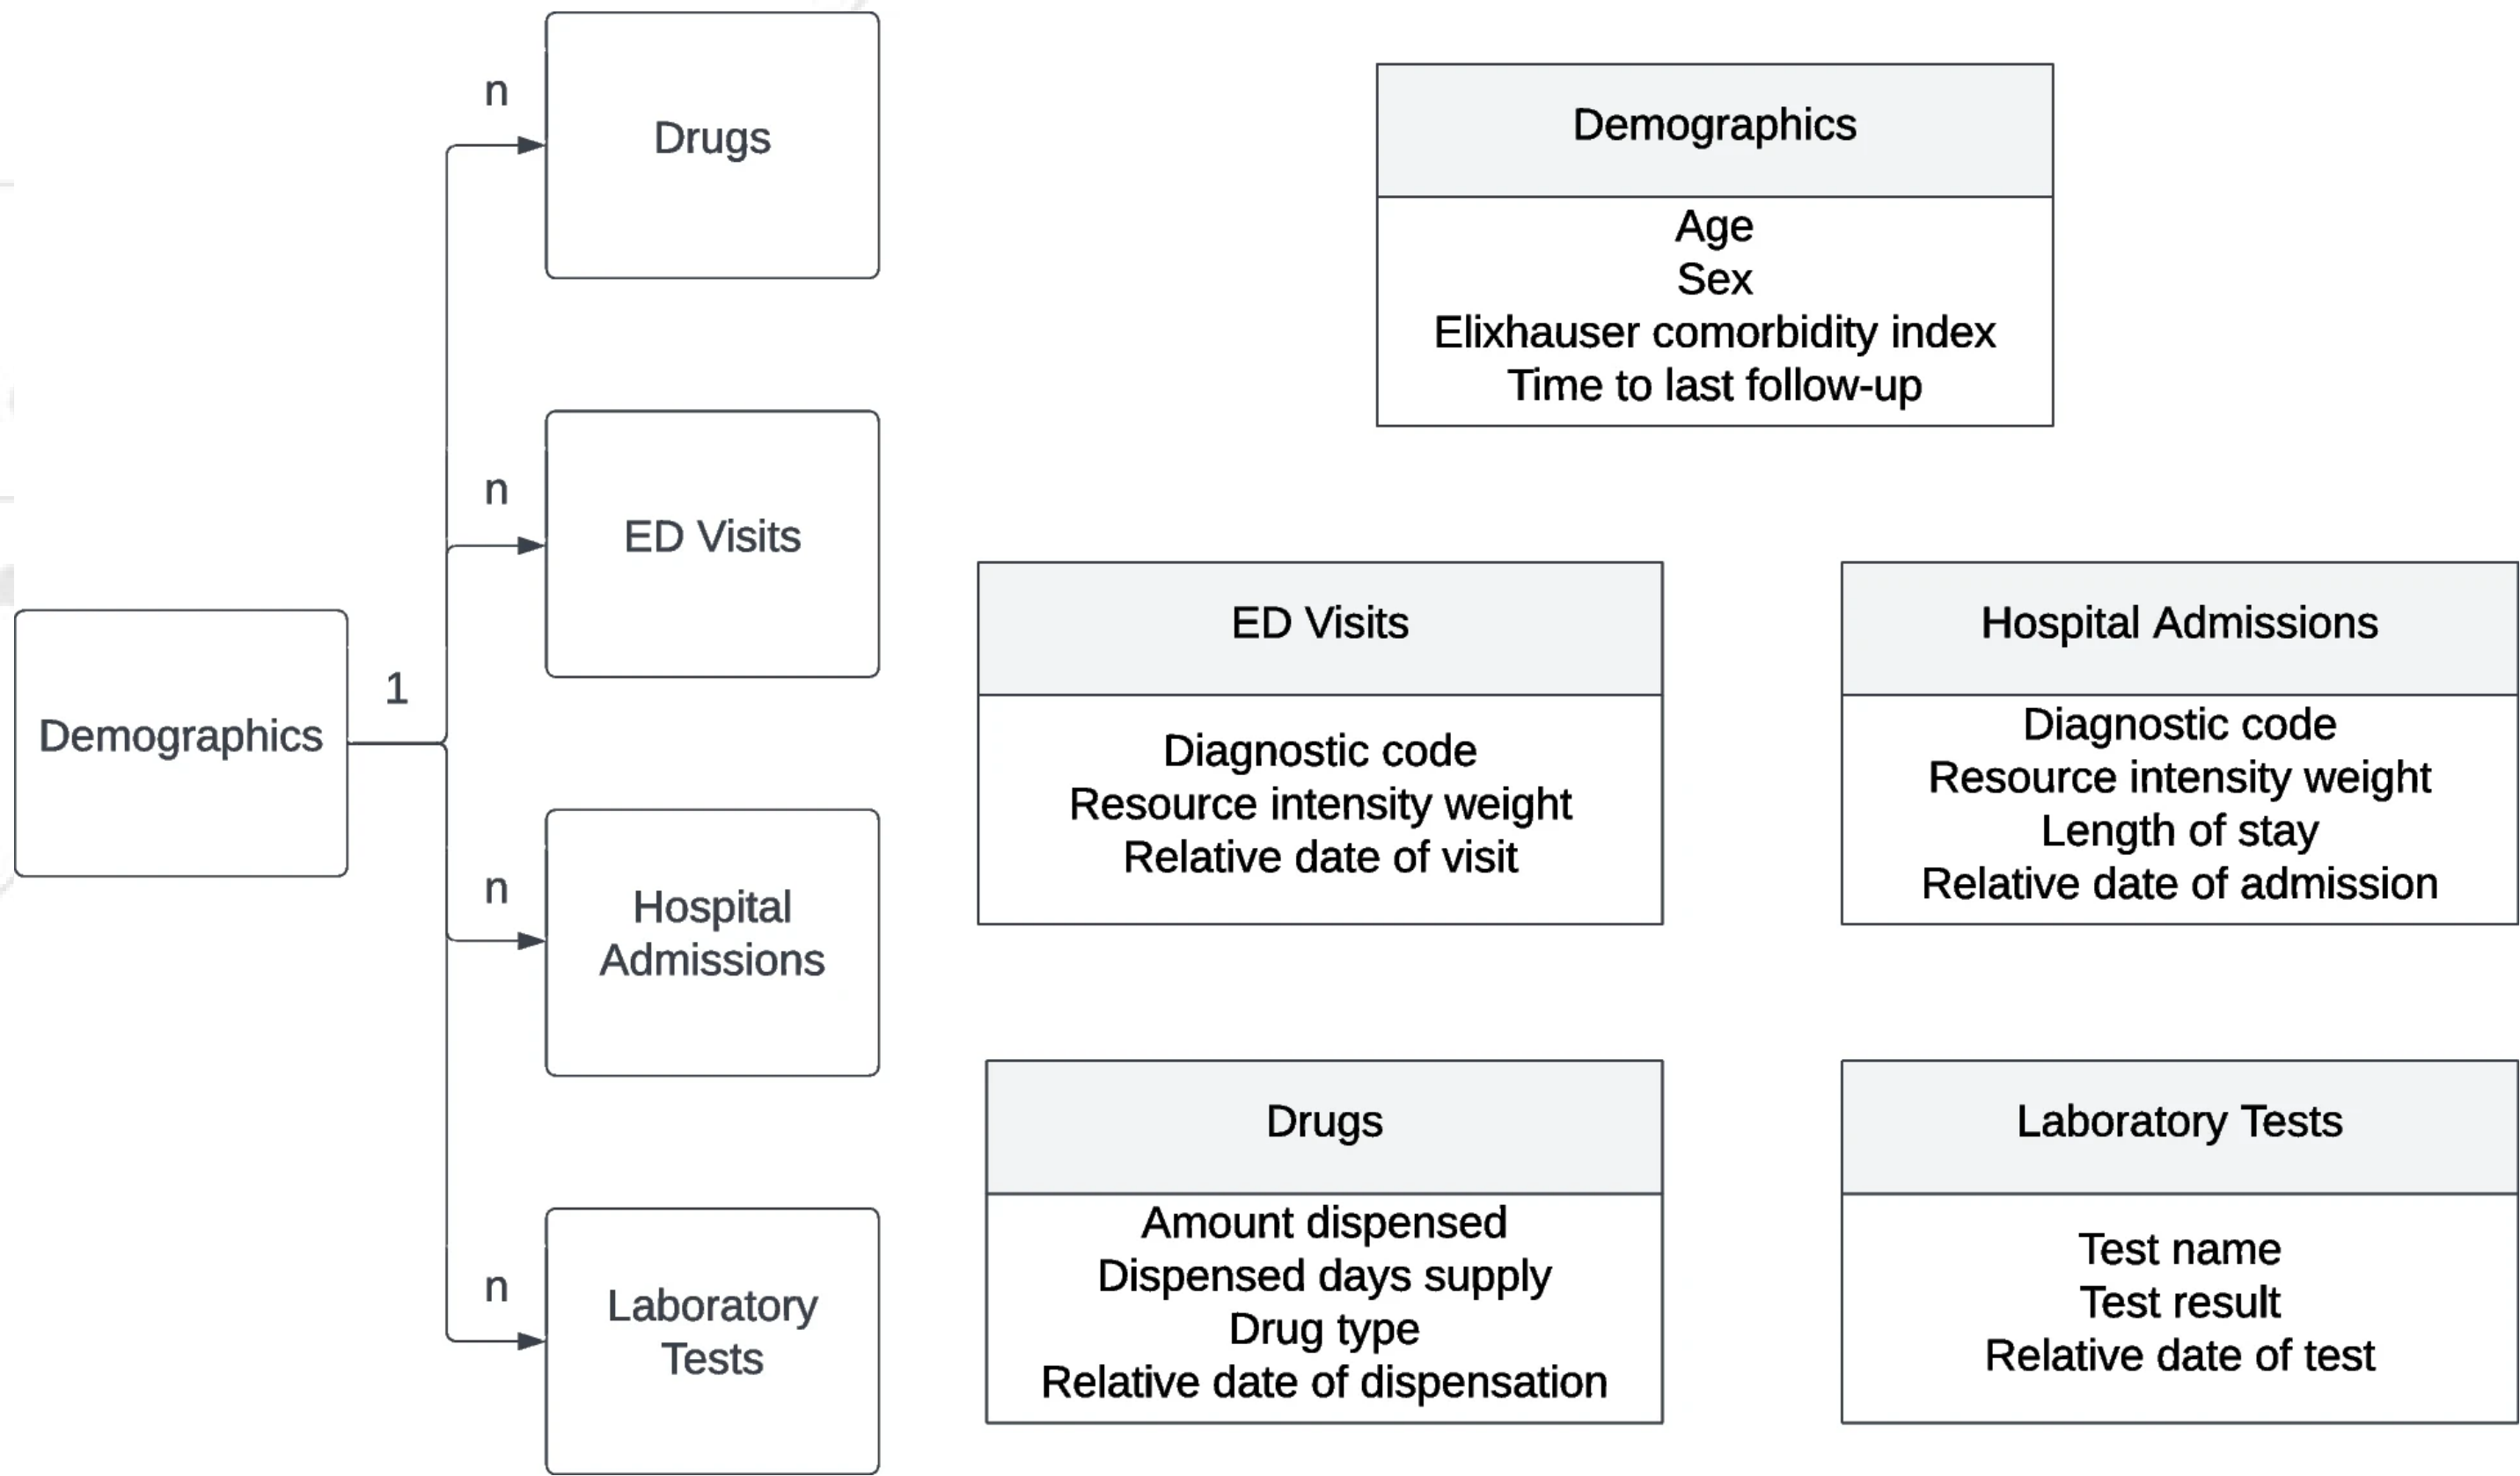 n
Drugs
n
ED Visits
Demographics
1
n
Hospital
Admissions
n
Laboratory
Tests
Demographics
Age
Sex
Elixhauser comorbidity index
Time to last follow-up
ED Visits
Diagnostic code
Resource intensity weight
Relative date of visit
Hospital Admissions
Diagnostic code
Resource intensity weight
Length of stay
Relative date of admission
Drugs
Amount dispensed
Dispensed days supply
Drug type
Relative date of dispensation
Laboratory Tests
Test name
Test result
Relative date of test